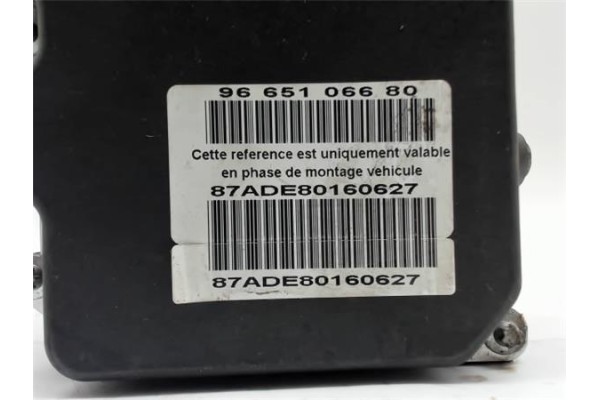 96 651 066 80
Cette reference est uniquement valable
en phase de montage vehicule
87ADE80160627
87ADE80160627